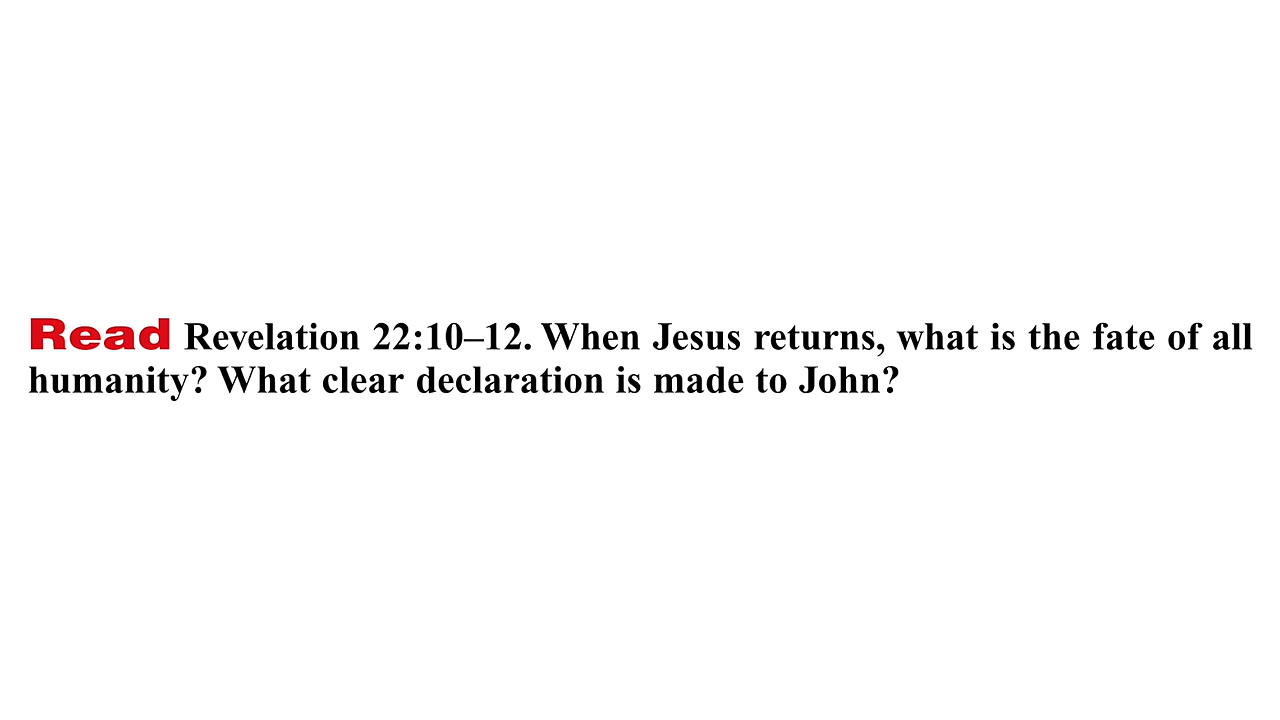 Read Revelation 22:10–12. When Jesus returns, what is the fate of all
humanity? What clear declaration is made to John?